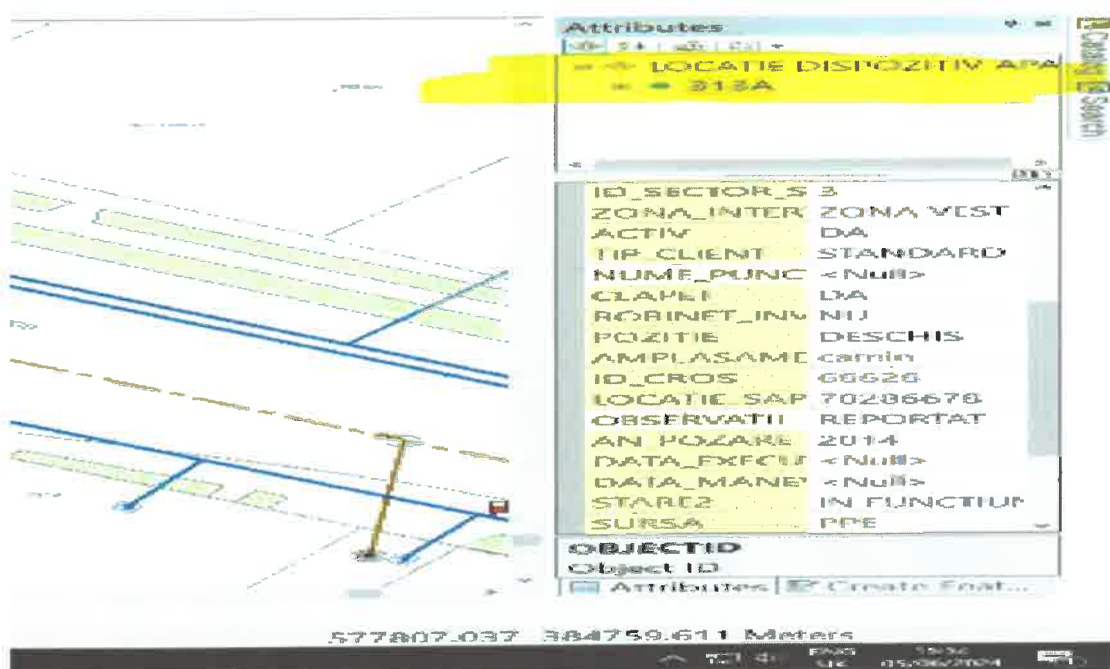 Attributes
LOCATIE DISPOZITIV APA
313A
Catalog Search
ID_SECTOR_S 3
ZONA_INTER ZONA VEST
ACTIV DA
TIP_CLIENT STANDARD
NUME_PUNC <Null>
CLAPET DA
ROBINET_INV NU
POZITIE DESCHIS
AMPLASAME camin
ID_CROS
LOCATIE_SAP 70286678
OBSERVATII REPORTAT
AN_POZARE 2014
DATA_EXECU <Null>
DATA_MANEV <Null>
STARE2 IN FUNCTIUN
SURSA PPE
OBJECTID
Object ID
Attributes Create Feat...
577807.037 384759.611 Meters
ENG